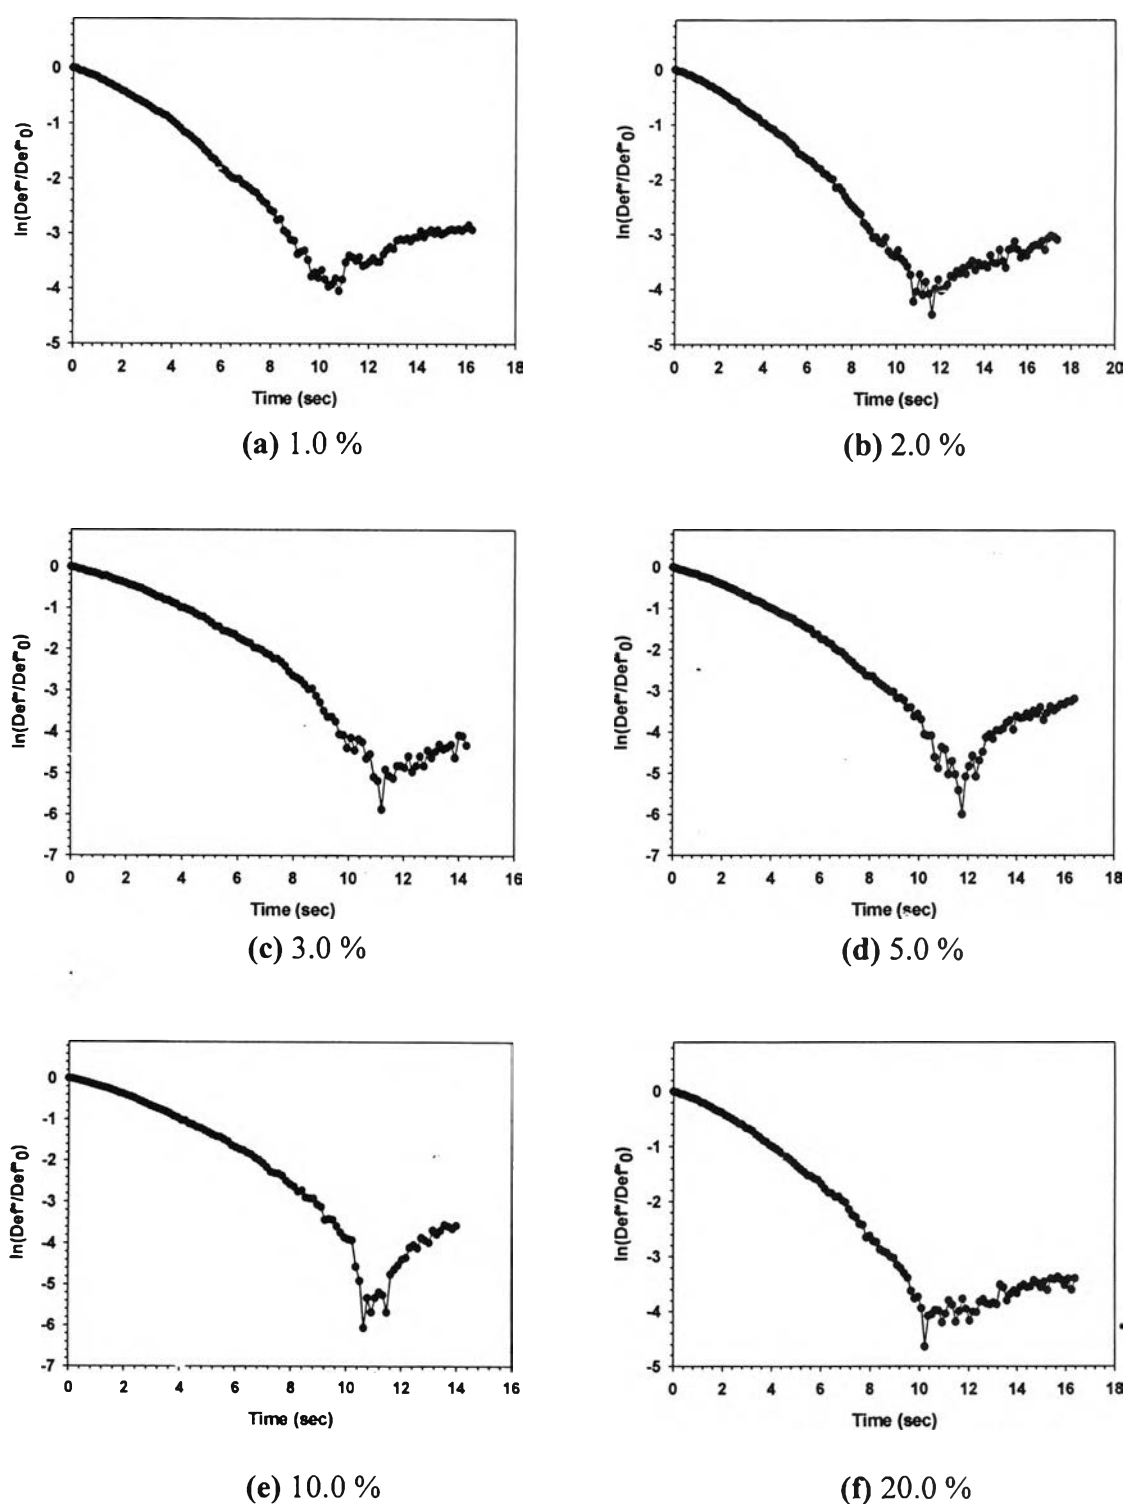 0
-1
-2
-3
-4
-5
ln(Def*/Def*0)
0 2 4 6 8 10 12 14 16 18
Time (sec)
(a) 1.0 %
0
-1
-2
-3
-4
-5
ln(Def*/Def*0)
0 2 4 6 8 10 12 14 16 18 20
Time (sec)
(b) 2.0 %
0
-1
-2
-3
-4
-5
-6
-7
ln(Def*/Def*0)
0 2 4 6 8 10 12 14 16
Time (sec)
(c) 3.0 %
0
-1
-2
-3
-4
-5
-6
-7
ln(Def*/Def*0)
0 2 4 6 8 10 12 14 16 18
Time (sec)
(d) 5.0 %
0
-1
-2
-3
-4
-5
-6
-7
ln(Def*/Def*0)
0 2 4 6 8 10 12 14 16
Time (sec)
(e) 10.0 %
0
-1
-2
-3
-4
-5
ln(Def*/Def*0)
0 2 4 6 8 10 12 14 16 18
Time (sec)
(f) 20.0 %